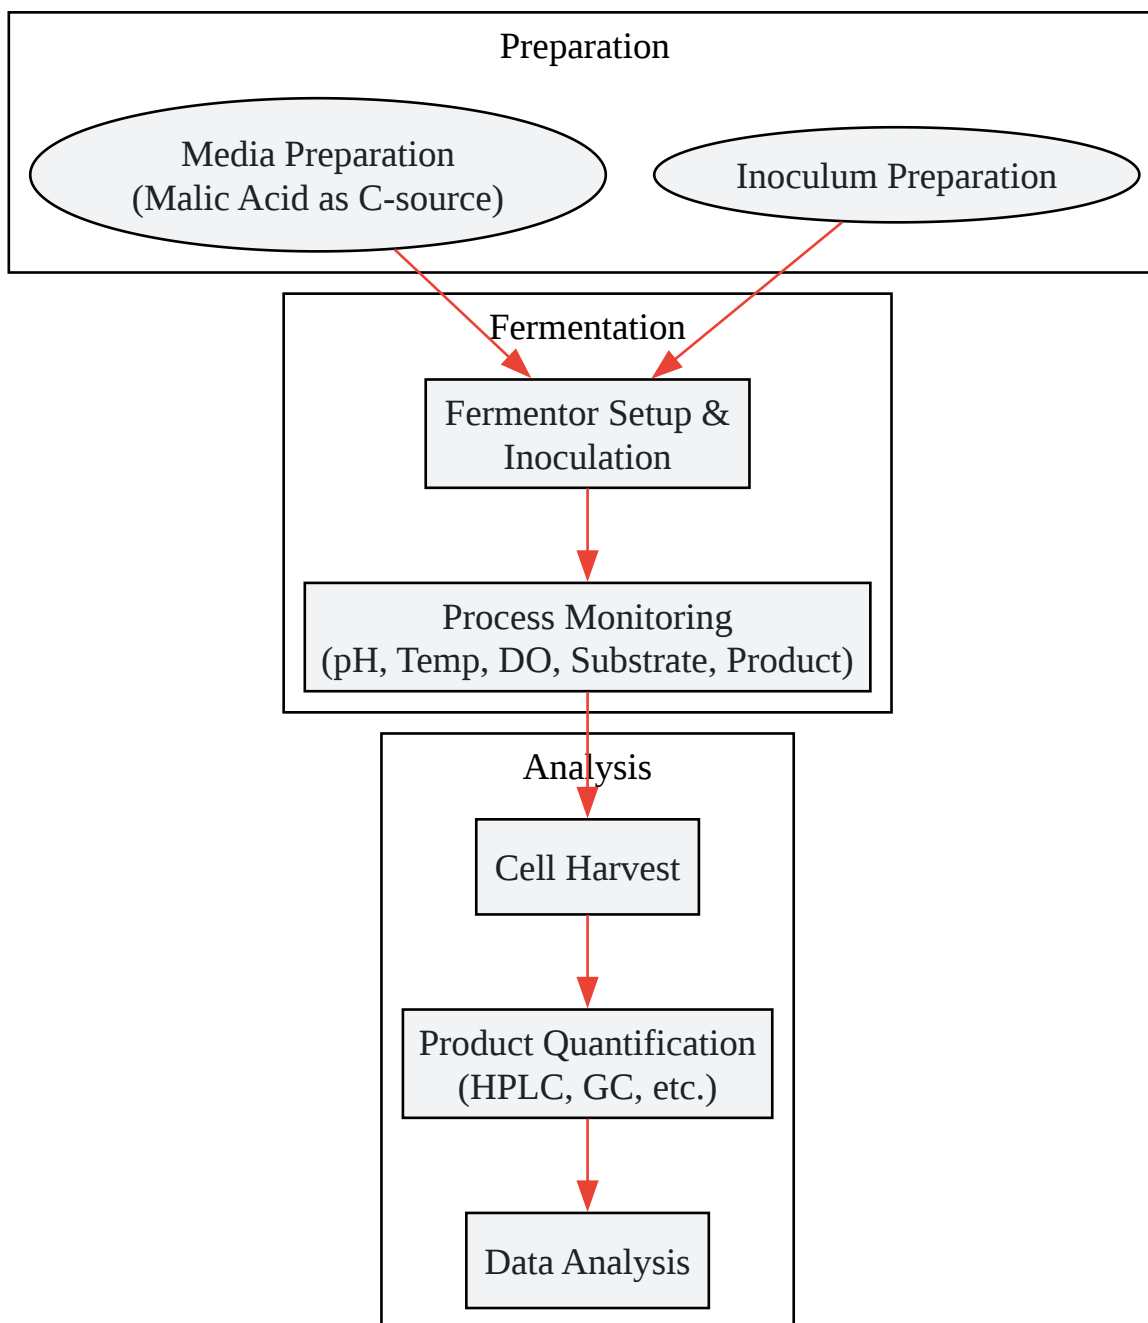 Preparation
Media Preparation
(Malic Acid as C-source)
Inoculum Preparation
Fermentation
Fermentor Setup &
Inoculation
Process Monitoring
(pH, Temp, DO, Substrate, Product)
Analysis
Cell Harvest
Product Quantification
(HPLC, GC, etc.)
Data Analysis